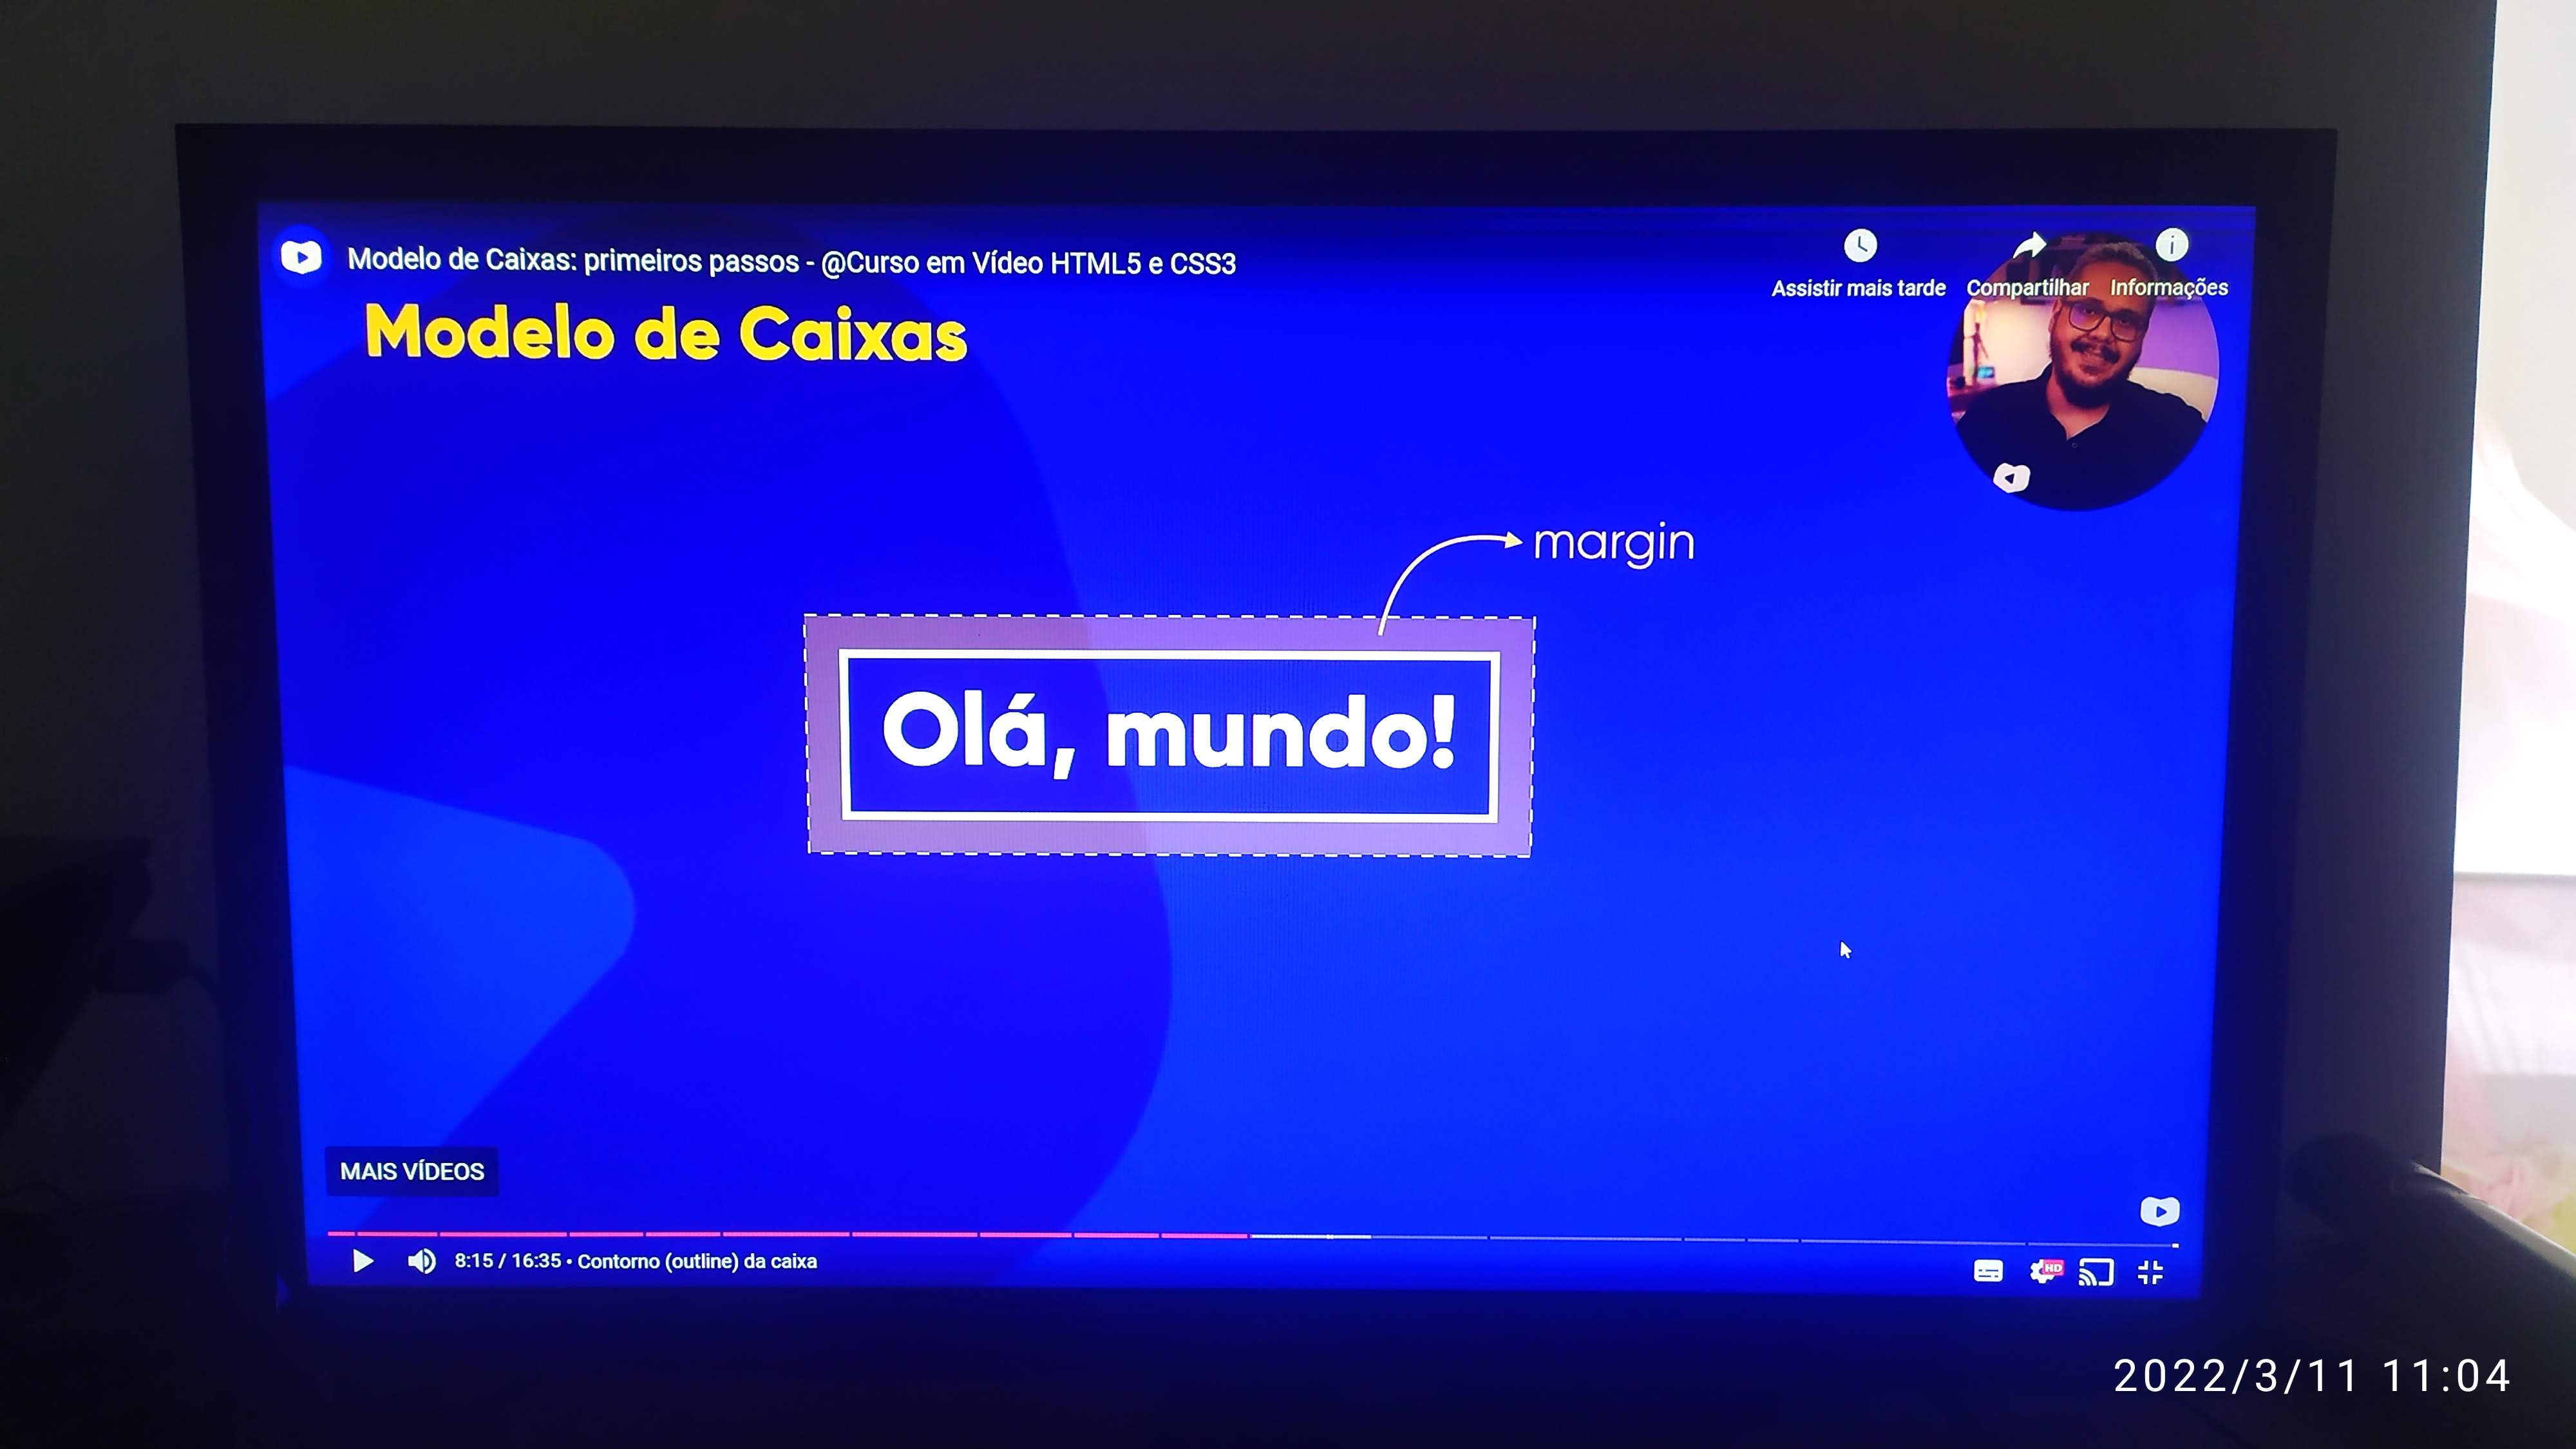 Modelo de Caixas: primeiros passos - @Curso em Vídeo HTML5 e CSS3
Assistir mais tarde
Compartilhar
Informações
Modelo de Caixas
margin
Olá, mundo!
MAIS VÍDEOS
8:15 / 16:35 • Contorno (outline) da caixa
HD
2022/3/11 11:04